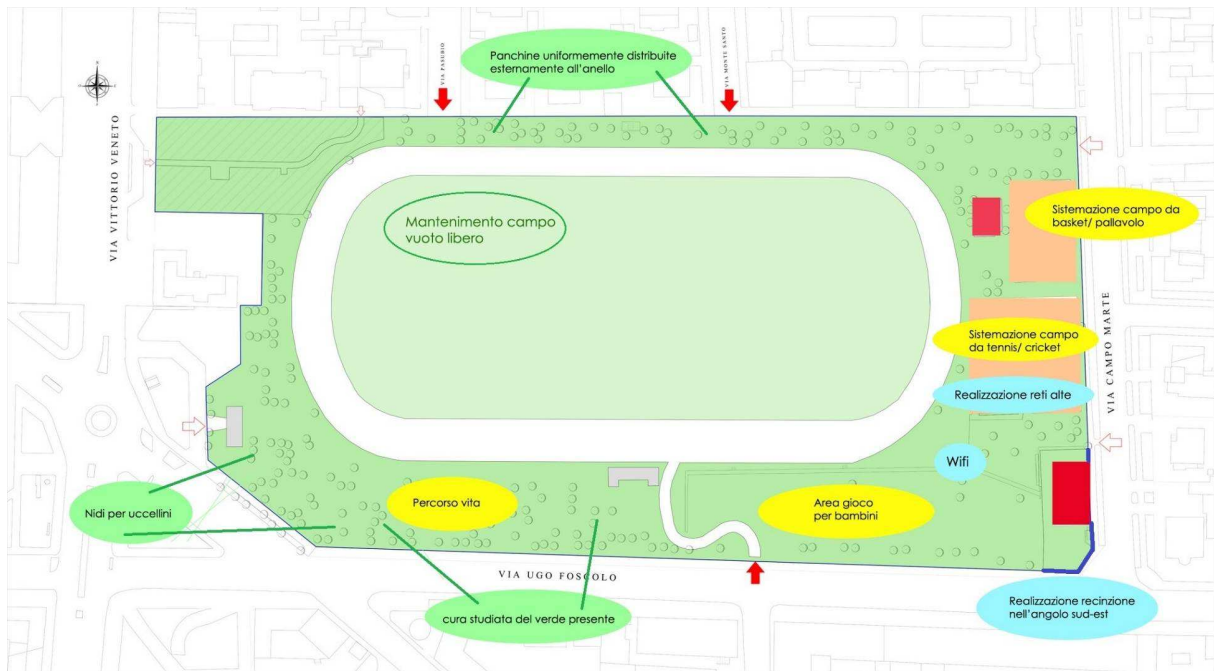 Panchine uniformemente distribuite
esternamente all'anello
VIA PASUBIO
VIA MONTE SANTO
VIA VITTORIO VENETO
Mantenimento campo
vuoto libero
Sistemazione campo da
basket/ pallavolo
Sistemazione campo
da tennis/ cricket
Realizzazione reti alte
VIA CAMPO MARTE
Wifi
Nidi per uccellini
Percorso vita
Area gioco
per bambini
VIA UGO FOSCOLO
cura studiata del verde presente
Realizzazione recinzione
nell'angolo sud-est